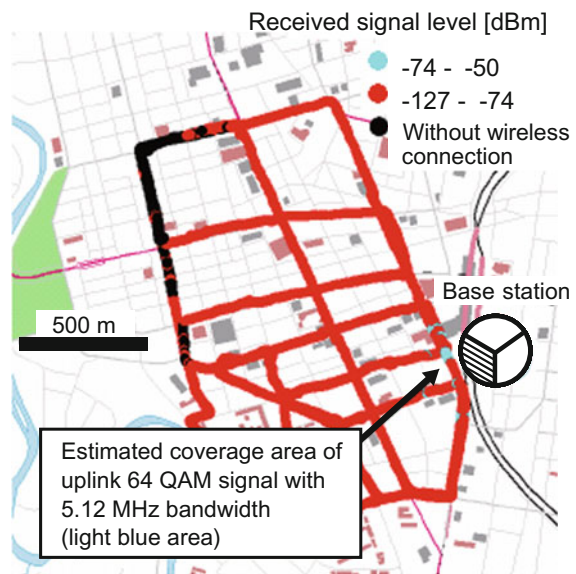 Received signal level [dBm]
-74 - -50
-127 - -74
Without wireless
connection
Base station
500 m
Estimated coverage area of
uplink 64 QAM signal with
5.12 MHz bandwidth
(light blue area)